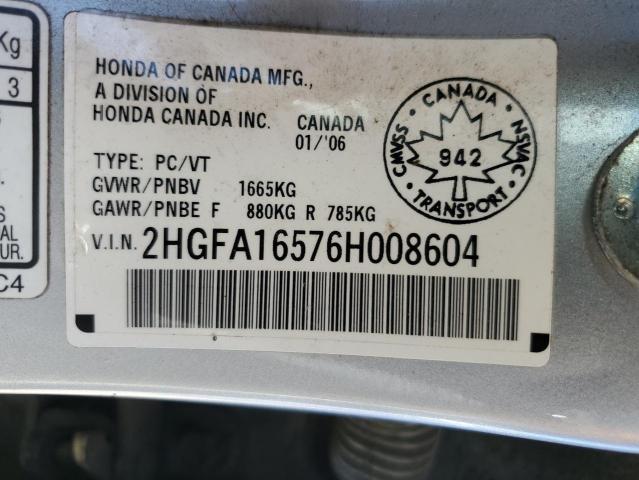 Kg
3
HONDA OF CANADA MFG.,
A DIVISION OF
HONDA CANADA INC. CANADA
01/'06
TYPE: PC/VT
GVWR/PNBV 1665KG
GAWR/PNBE F 880KG R 785KG
V.I.N. 2HGFA16576H008604
CANADA
CMVSS
NSVAC
942
TRANSPORT
S
AL
UR.
C4